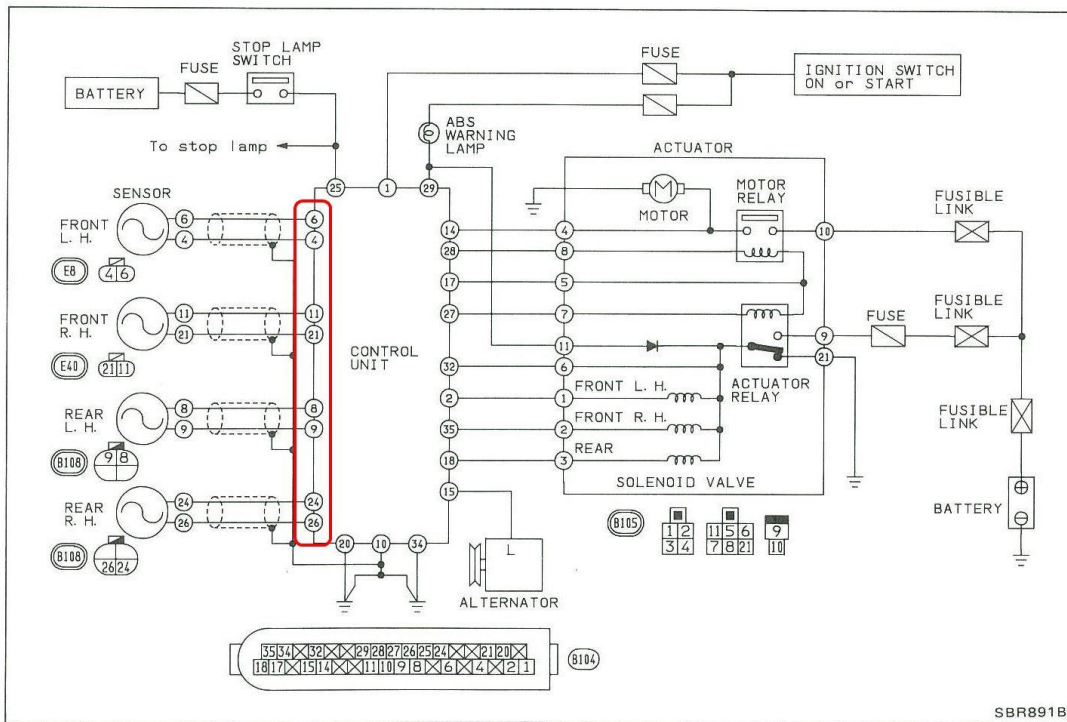 STOP LAMP
SWITCH
FUSE
BATTERY
To stop lamp
FUSE
IGNITION SWITCH
ON or START
ABS
WARNING
LAMP
25
1
29
SENSOR
FRONT
L. H.
6
4
6
4
E8
4 6
FRONT
R. H.
11
21
11
21
E40
21 11
REAR
L. H.
8
9
8
9
B108
9 8
REAR
R. H.
24
26
24
26
B108
26 24
CONTROL
UNIT
14
28
17
27
32
2
35
18
15
20
10
34
ACTUATOR
M
MOTOR
MOTOR
RELAY
4
8
5
7
11
6
1
2
3
10
9
21
FRONT L. H.
FRONT R. H.
REAR
ACTUATOR
RELAY
SOLENOID VALVE
FUSIBLE
LINK
FUSE
FUSIBLE
LINK
FUSIBLE
LINK
BATTERY
B105
1 2
3 4
11 5 6
7 8 21
9
10
L
ALTERNATOR
35 34 32 29 28 27 26 25 24 21 20
18 17 15 14 11 10 9 8 6 4 2 1
B104
SBR891B